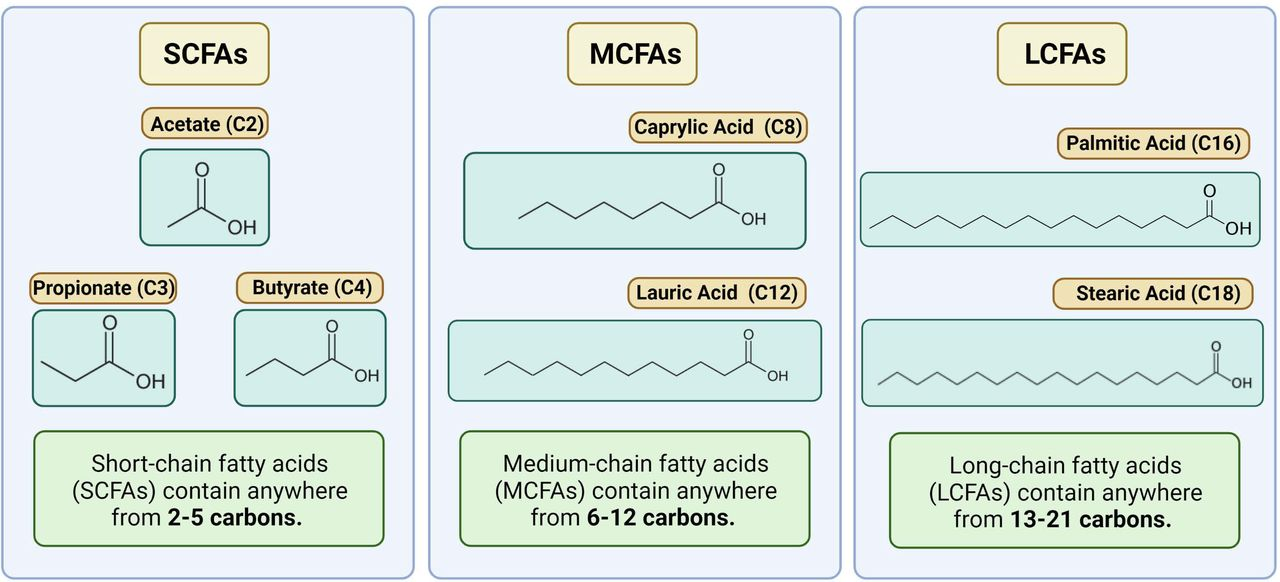 SCFAs
Acetate (C2)
O
OH
Propionate (C3)
O
OH
Butyrate (C4)
O
OH
Short-chain fatty acids
(SCFAs) contain anywhere
from 2-5 carbons.
MCFAs
Caprylic Acid (C8)
O
OH
Lauric Acid (C12)
O
OH
Medium-chain fatty acids
(MCFAs) contain anywhere
from 6-12 carbons.
LCFAs
Palmitic Acid (C16)
O
OH
Stearic Acid (C18)
O
OH
Long-chain fatty acids
(LCFAs) contain anywhere
from 13-21 carbons.